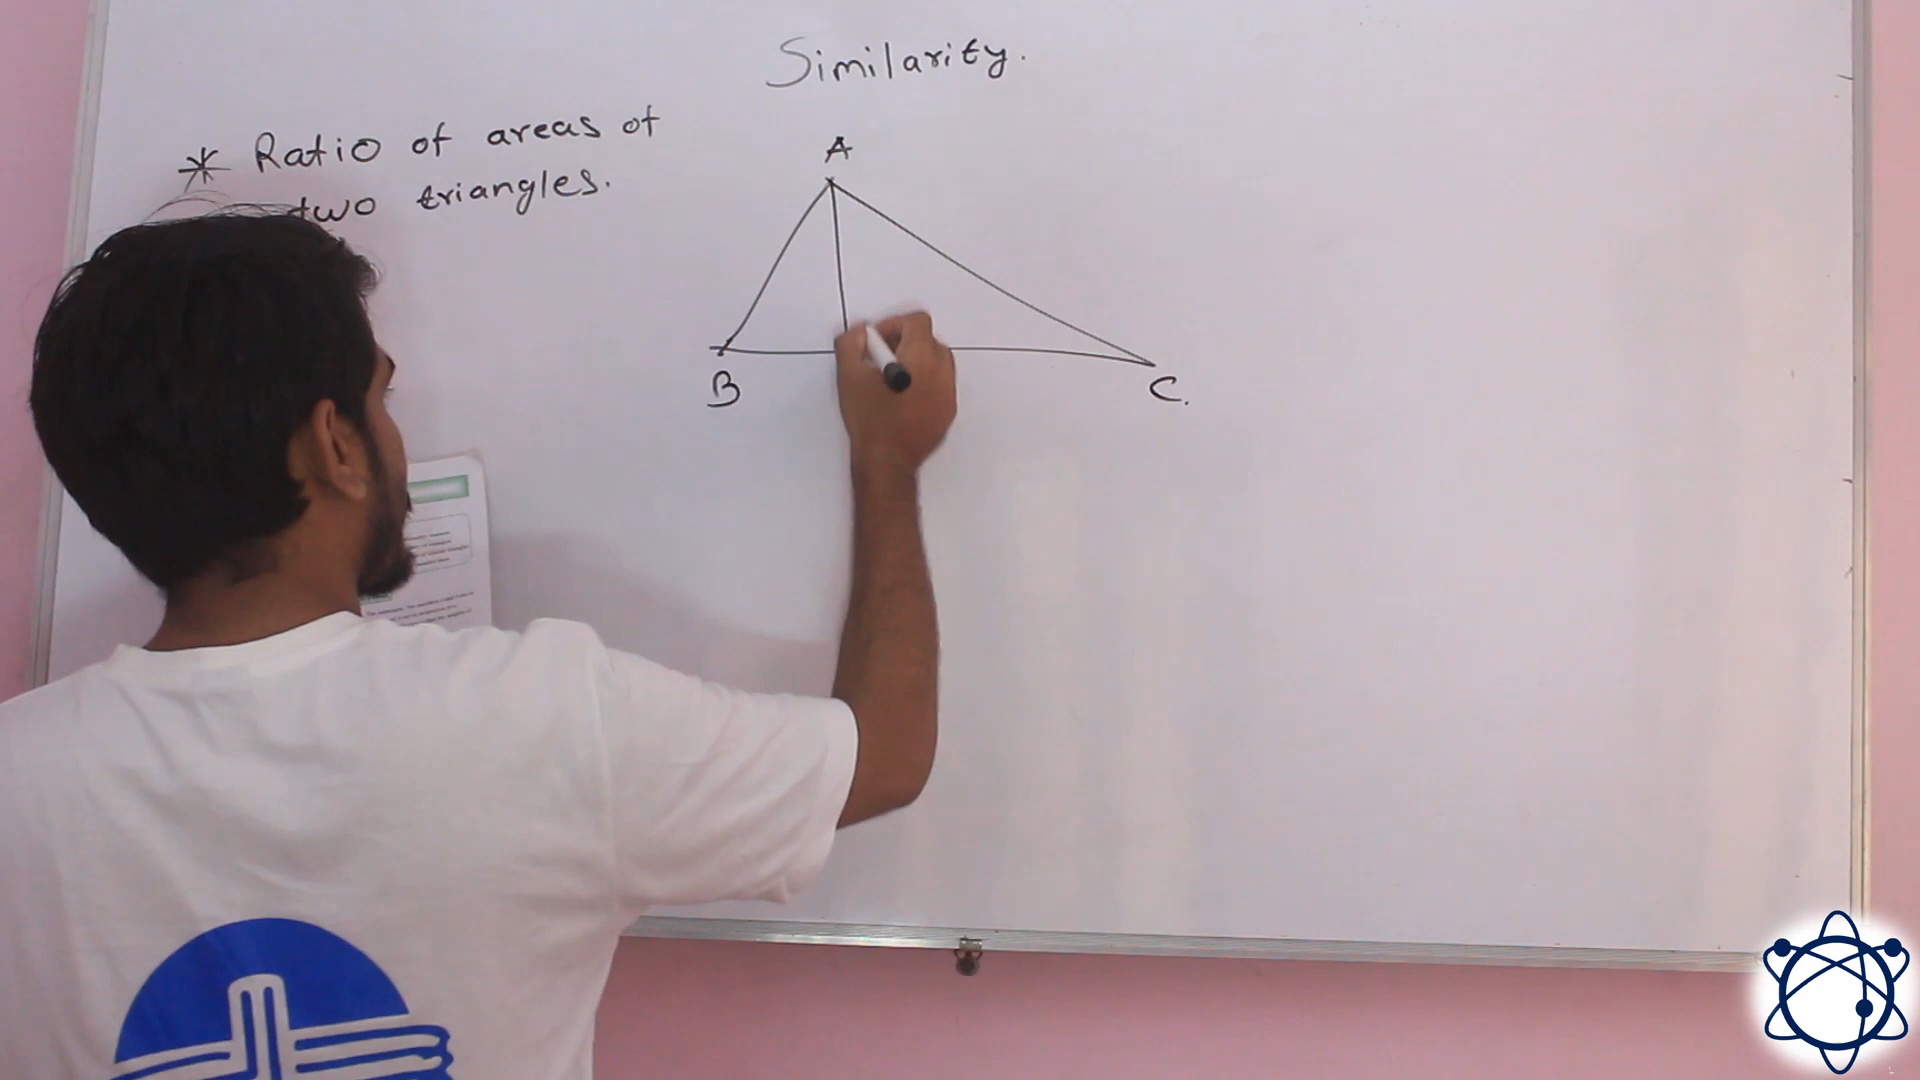 Similarity.
* Ratio of areas of
two triangles.
A
B
C.